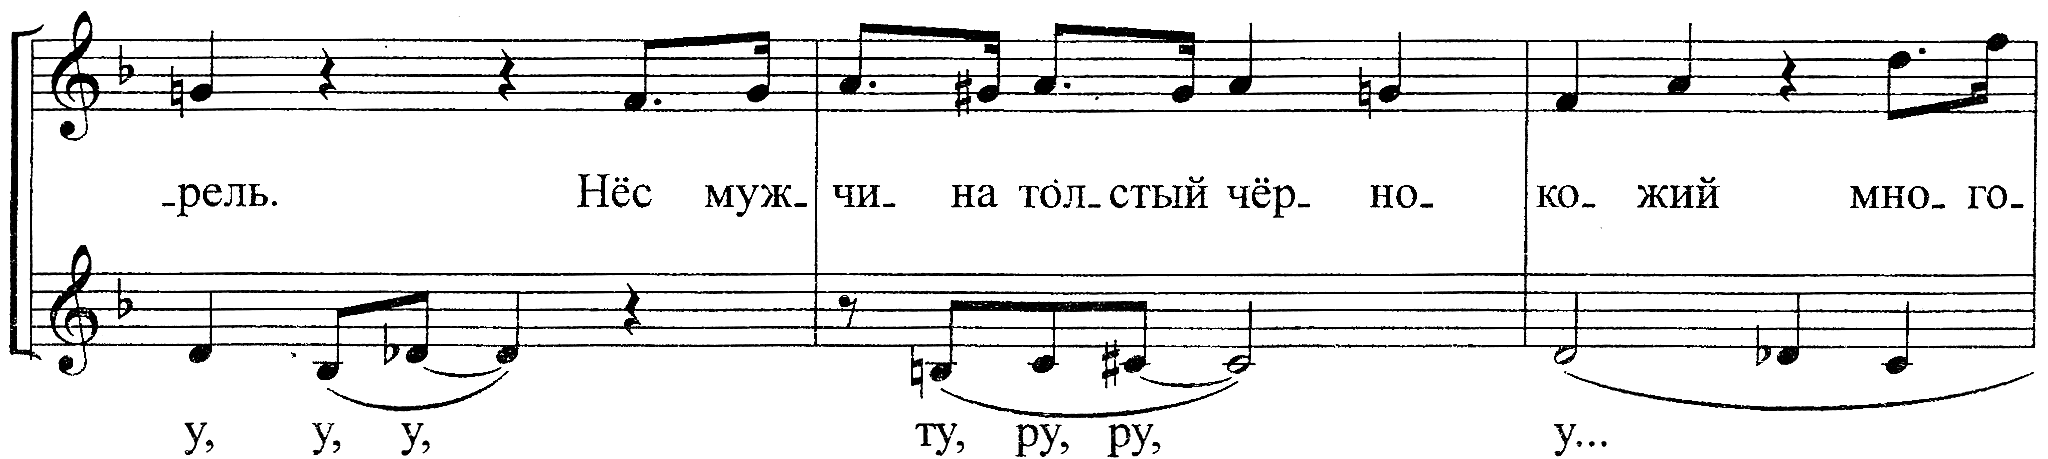 -рель. Нёс муж- чи- на тол- стый чёр- но- ко- жий мно- го-
у, у, у, ту, ру, ру, у...